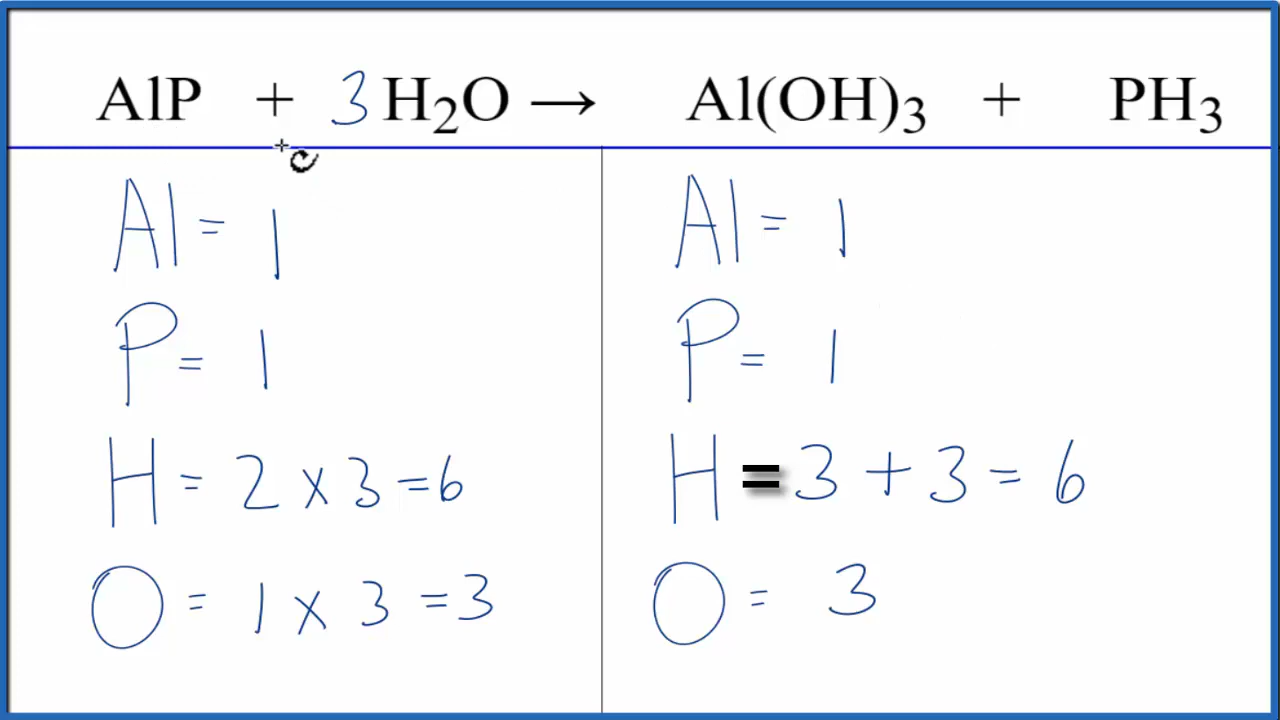 AlP + 3 H₂O → Al(OH)₃ + PH₃
Al = 1
P = 1
H = 2 x 3 = 6
O = 1 x 3 = 3
Al = 1
P = 1
H = 3 + 3 = 6
O = 3